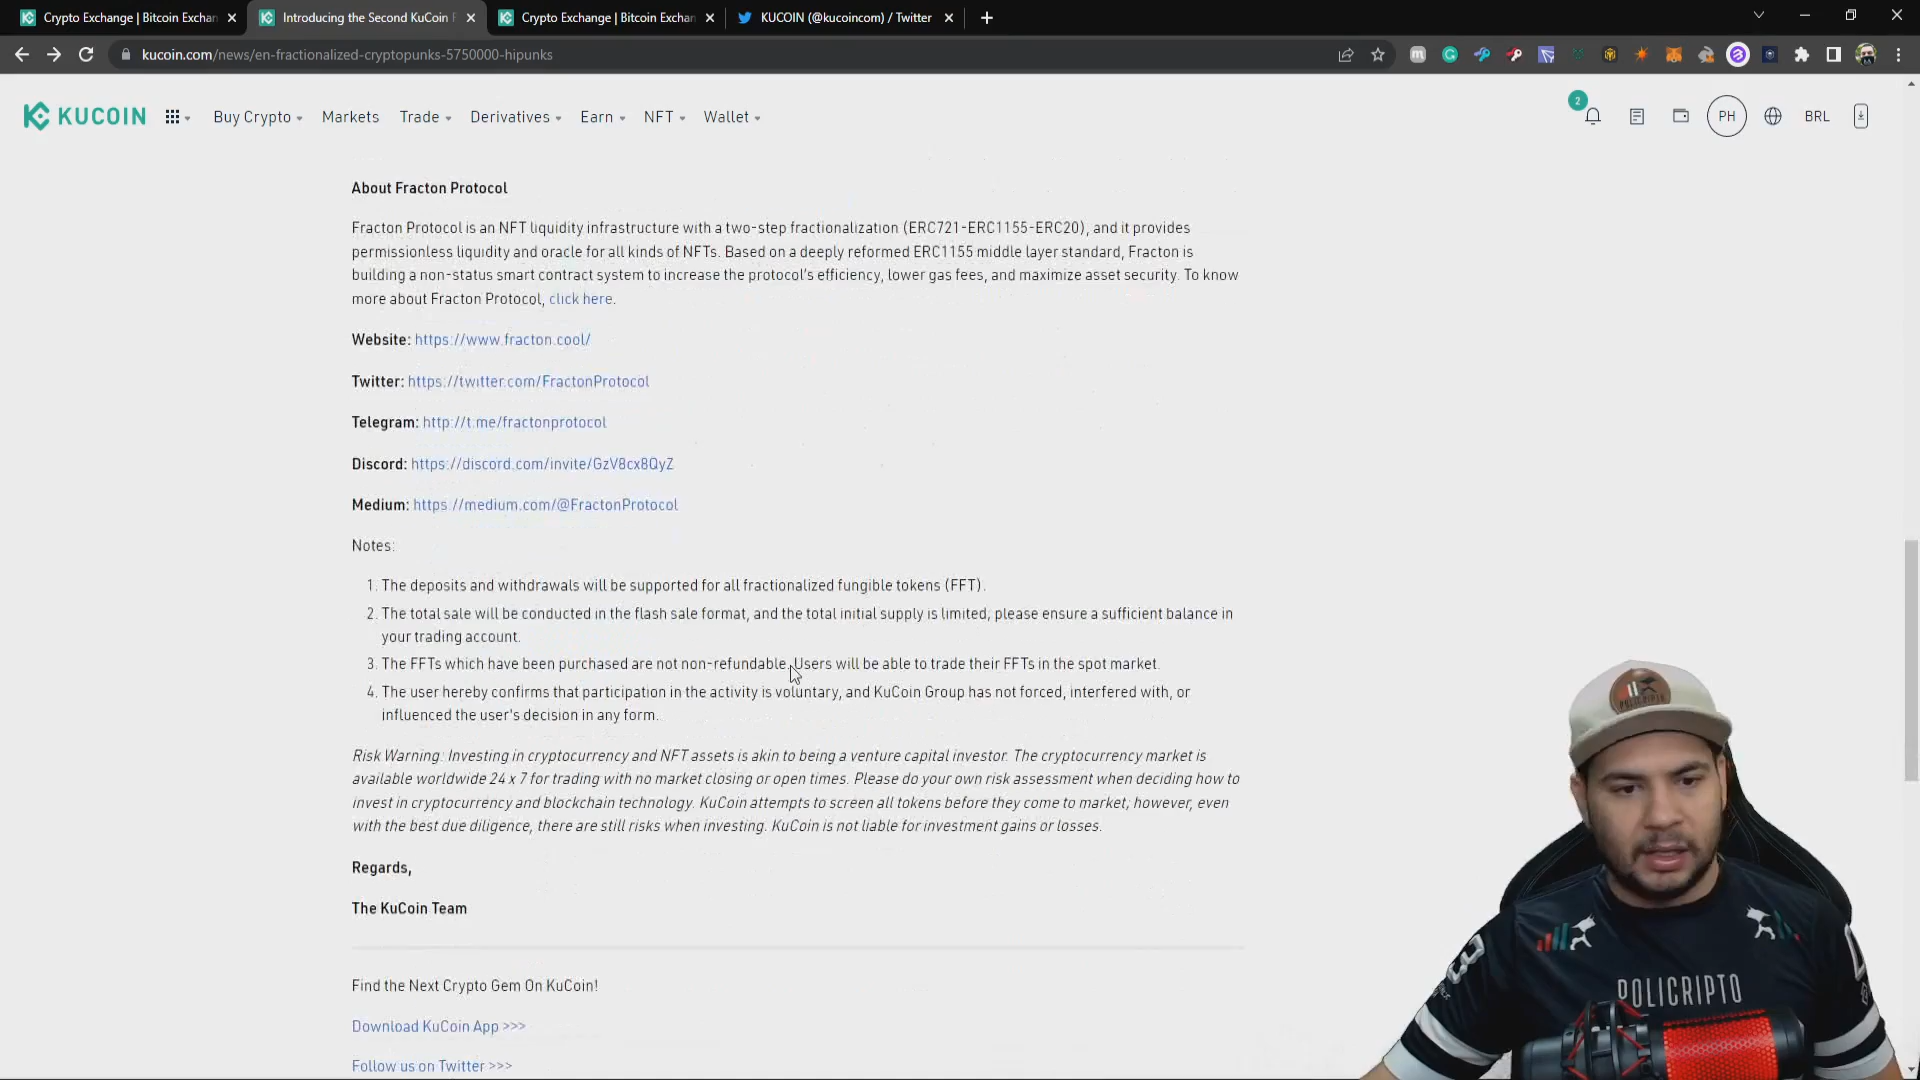 Crypto Exchange | Bitcoin Exchan
Introducing the Second KuCoin
Crypto Exchange | Bitcoin Exchan
KUCOIN (@kucoincom) / Twitter
kucoin.com/news/en-fractionalized-cryptopunks-5750000-hipunks
KUCOIN
Buy Crypto
Markets
Trade
Derivatives
Earn
NFT
Wallet
2
PH
BRL
About Fracton Protocol
Fracton Protocol is an NFT liquidity infrastructure with a two-step fractionalization (ERC721-ERC1155-ERC20), and it provides
permissionless liquidity and oracle for all kinds of NFTs. Based on a deeply reformed ERC1155 middle layer standard, Fracton is
building a non-status smart contract system to increase the protocol's efficiency, lower gas fees, and maximize asset security. To know
more about Fracton Protocol, click here.
Website: https://www.fracton.cool/
Twitter: https://twitter.com/FractonProtocol
Telegram: http://t.me/fractonprotocol
Discord: https://discord.com/invite/GzV8cx8QyZ
Medium: https://medium.com/@FractonProtocol
Notes:
1. The deposits and withdrawals will be supported for all fractionalized fungible tokens (FFT).
2. The total sale will be conducted in the flash sale format, and the total initial supply is limited, please ensure a sufficient balance in
your trading account.
3. The FFTs which have been purchased are not non-refundable. Users will be able to trade their FFTs in the spot market.
4. The user hereby confirms that participation in the activity is voluntary, and KuCoin Group has not forced, interfered with, or
influenced the user's decision in any form.
Risk Warning: Investing in cryptocurrency and NFT assets is akin to being a venture capital investor. The cryptocurrency market is
available worldwide 24 x 7 for trading with no market closing or open times. Please do your own risk assessment when deciding how to
invest in cryptocurrency and blockchain technology. KuCoin attempts to screen all tokens before they come to market; however, even
with the best due diligence, there are still risks when investing. KuCoin is not liable for investment gains or losses.
Regards,
The KuCoin Team
Find the Next Crypto Gem On KuCoin!
Download KuCoin App >>>
Follow us on Twitter >>>
POLICRIPTO